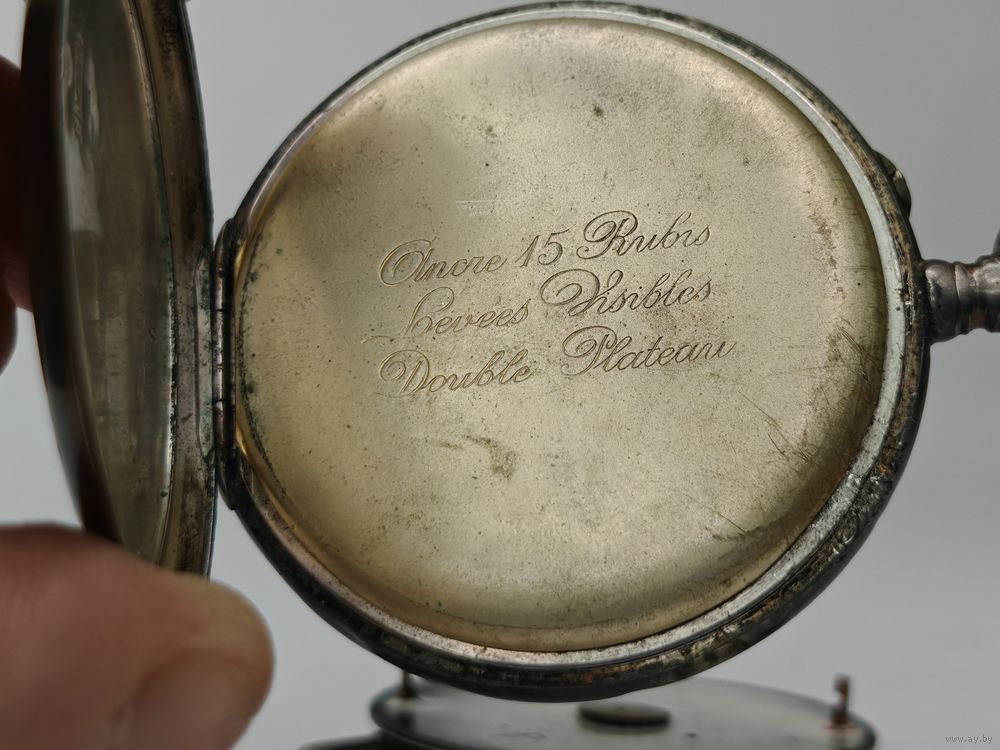 Ancre 15 Rubis
Levées Visibles
Double Plateau
www.ay.by